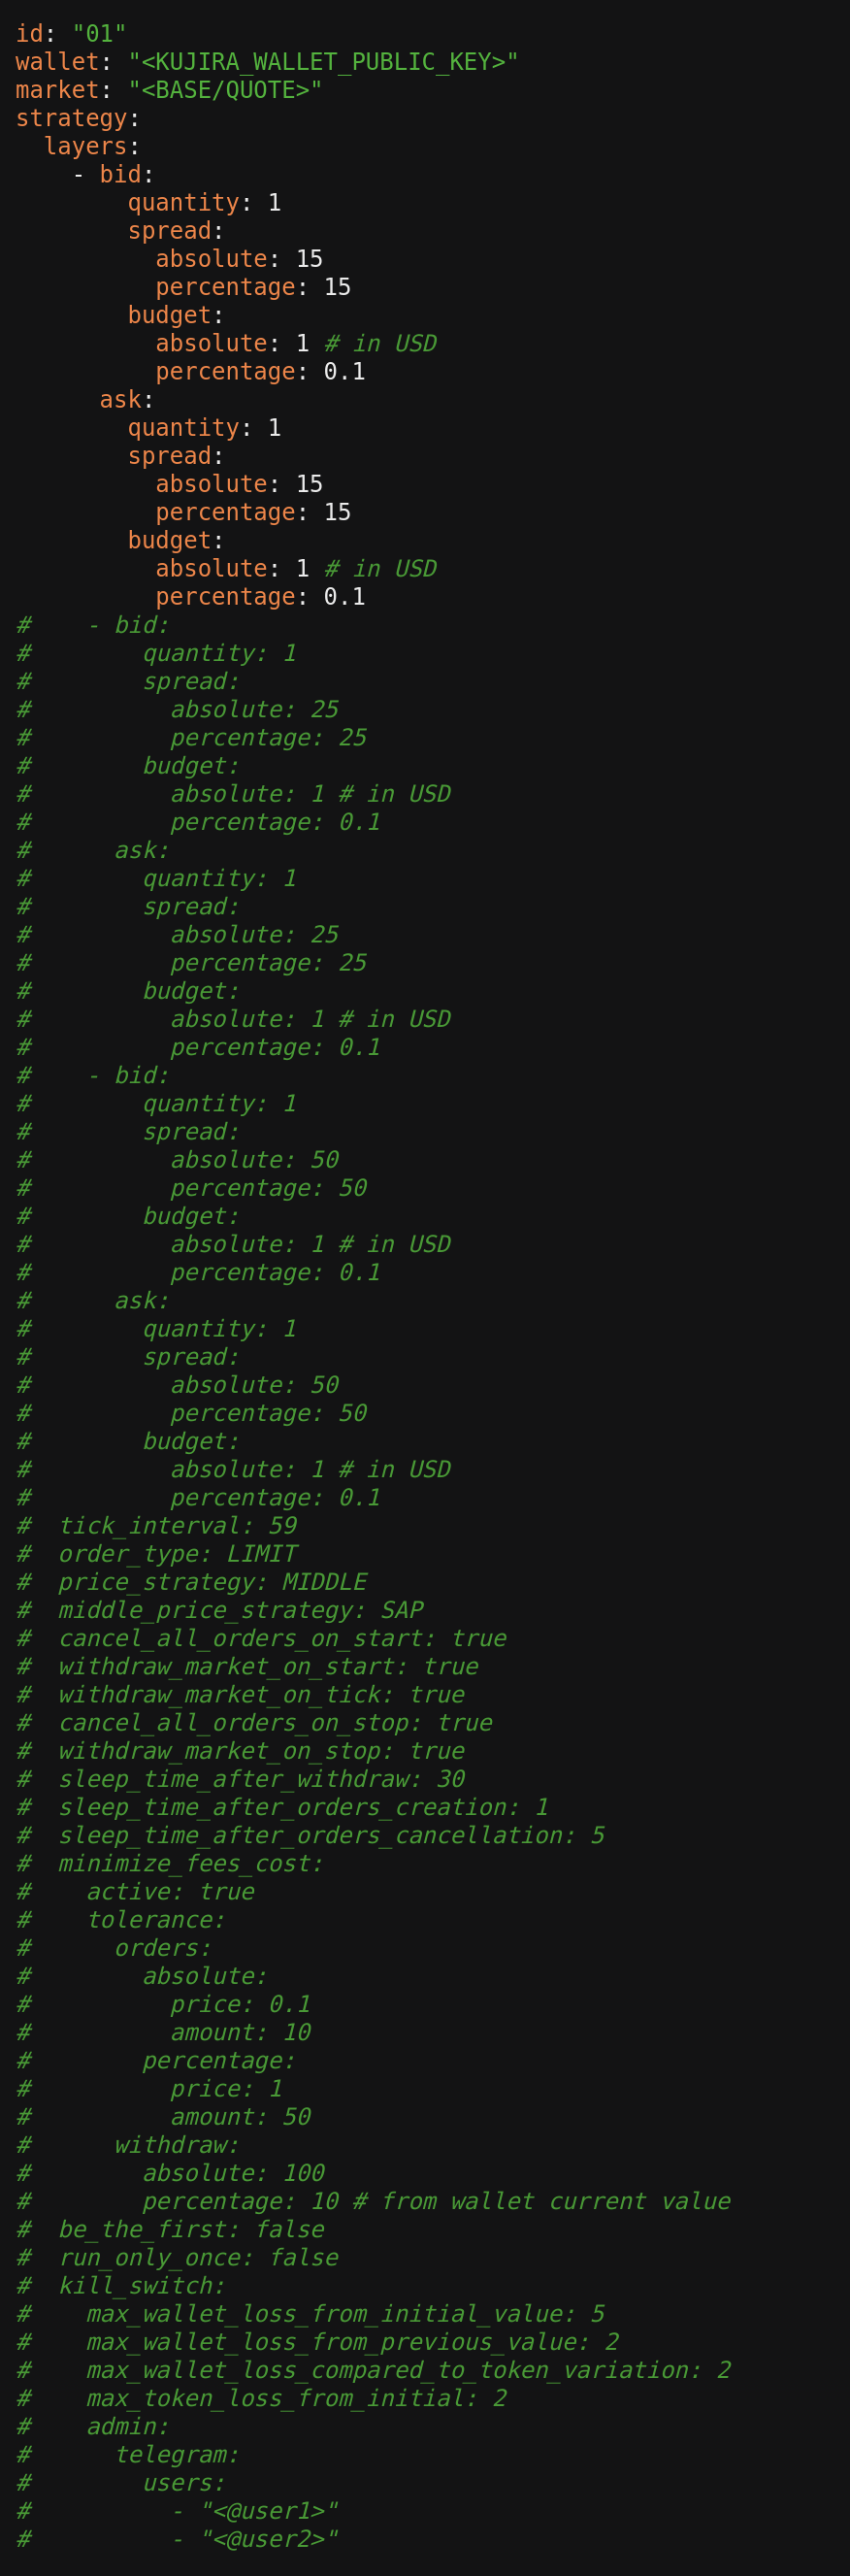 id: "01"
wallet: "<KUJIRA_WALLET_PUBLIC_KEY>"
market: "<BASE/QUOTE>"
strategy:
  layers:
    - bid:
        quantity: 1
        spread:
          absolute: 15
          percentage: 15
        budget:
          absolute: 1 # in USD
          percentage: 0.1
      ask:
        quantity: 1
        spread:
          absolute: 15
          percentage: 15
        budget:
          absolute: 1 # in USD
          percentage: 0.1
#    - bid:
#        quantity: 1
#        spread:
#          absolute: 25
#          percentage: 25
#        budget:
#          absolute: 1 # in USD
#          percentage: 0.1
#      ask:
#        quantity: 1
#        spread:
#          absolute: 25
#          percentage: 25
#        budget:
#          absolute: 1 # in USD
#          percentage: 0.1
#    - bid:
#        quantity: 1
#        spread:
#          absolute: 50
#          percentage: 50
#        budget:
#          absolute: 1 # in USD
#          percentage: 0.1
#      ask:
#        quantity: 1
#        spread:
#          absolute: 50
#          percentage: 50
#        budget:
#          absolute: 1 # in USD
#          percentage: 0.1
#  tick_interval: 59
#  order_type: LIMIT
#  price_strategy: MIDDLE
#  middle_price_strategy: SAP
#  cancel_all_orders_on_start: true
#  withdraw_market_on_start: true
#  withdraw_market_on_tick: true
#  cancel_all_orders_on_stop: true
#  withdraw_market_on_stop: true
#  sleep_time_after_withdraw: 30
#  sleep_time_after_orders_creation: 1
#  sleep_time_after_orders_cancellation: 5
#  minimize_fees_cost:
#    active: true
#    tolerance:
#      orders:
#        absolute:
#          price: 0.1
#          amount: 10
#        percentage:
#          price: 1
#          amount: 50
#      withdraw:
#        absolute: 100
#        percentage: 10 # from wallet current value
#  be_the_first: false
#  run_only_once: false
#  kill_switch:
#    max_wallet_loss_from_initial_value: 5
#    max_wallet_loss_from_previous_value: 2
#    max_wallet_loss_compared_to_token_variation: 2
#    max_token_loss_from_initial: 2
#    admin:
#      telegram:
#        users:
#          - "<@user1>"
#          - "<@user2>"